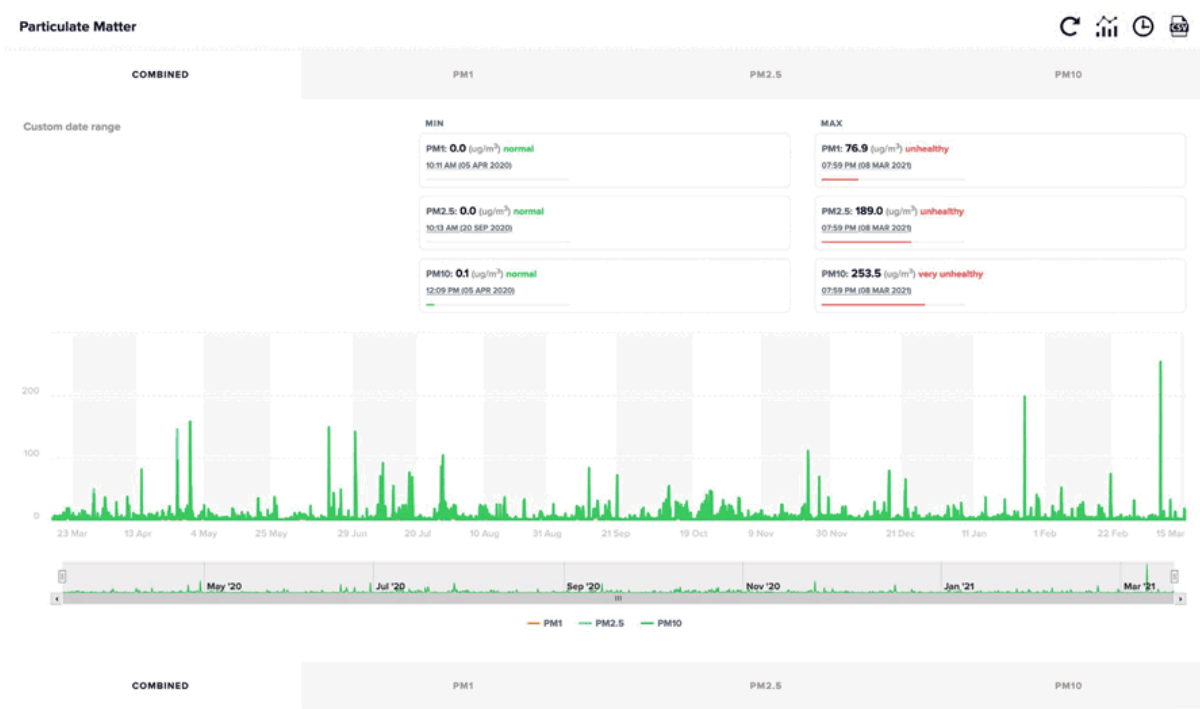 Particulate Matter
CSV
COMBINED PM1 PM2.5 PM10
Custom date range
MIN
PM1: 0.0 (ug/m³) normal
10:11 AM (05 APR 2020)
PM2.5: 0.0 (ug/m³) normal
10:13 AM (20 SEP 2020)
PM10: 0.1 (ug/m³) normal
12:09 PM (05 APR 2020)
MAX
PM1: 76.9 (ug/m³) unhealthy
07:59 PM (08 MAR 2021)
PM2.5: 189.0 (ug/m³) unhealthy
07:59 PM (08 MAR 2021)
PM10: 253.5 (ug/m³) very unhealthy
07:59 PM (08 MAR 2021)
200
100
0
23 Mar 13 Apr 4 May 25 May 29 Jun 20 Jul 10 Aug 31 Aug 21 Sep 19 Oct 9 Nov 30 Nov 21 Dec 11 Jan 1 Feb 22 Feb 15 Mar
May '20 Jul '20 Sep '20 Nov '20 Jan '21 Mar '21
PM1 PM2.5 PM10
COMBINED PM1 PM2.5 PM10